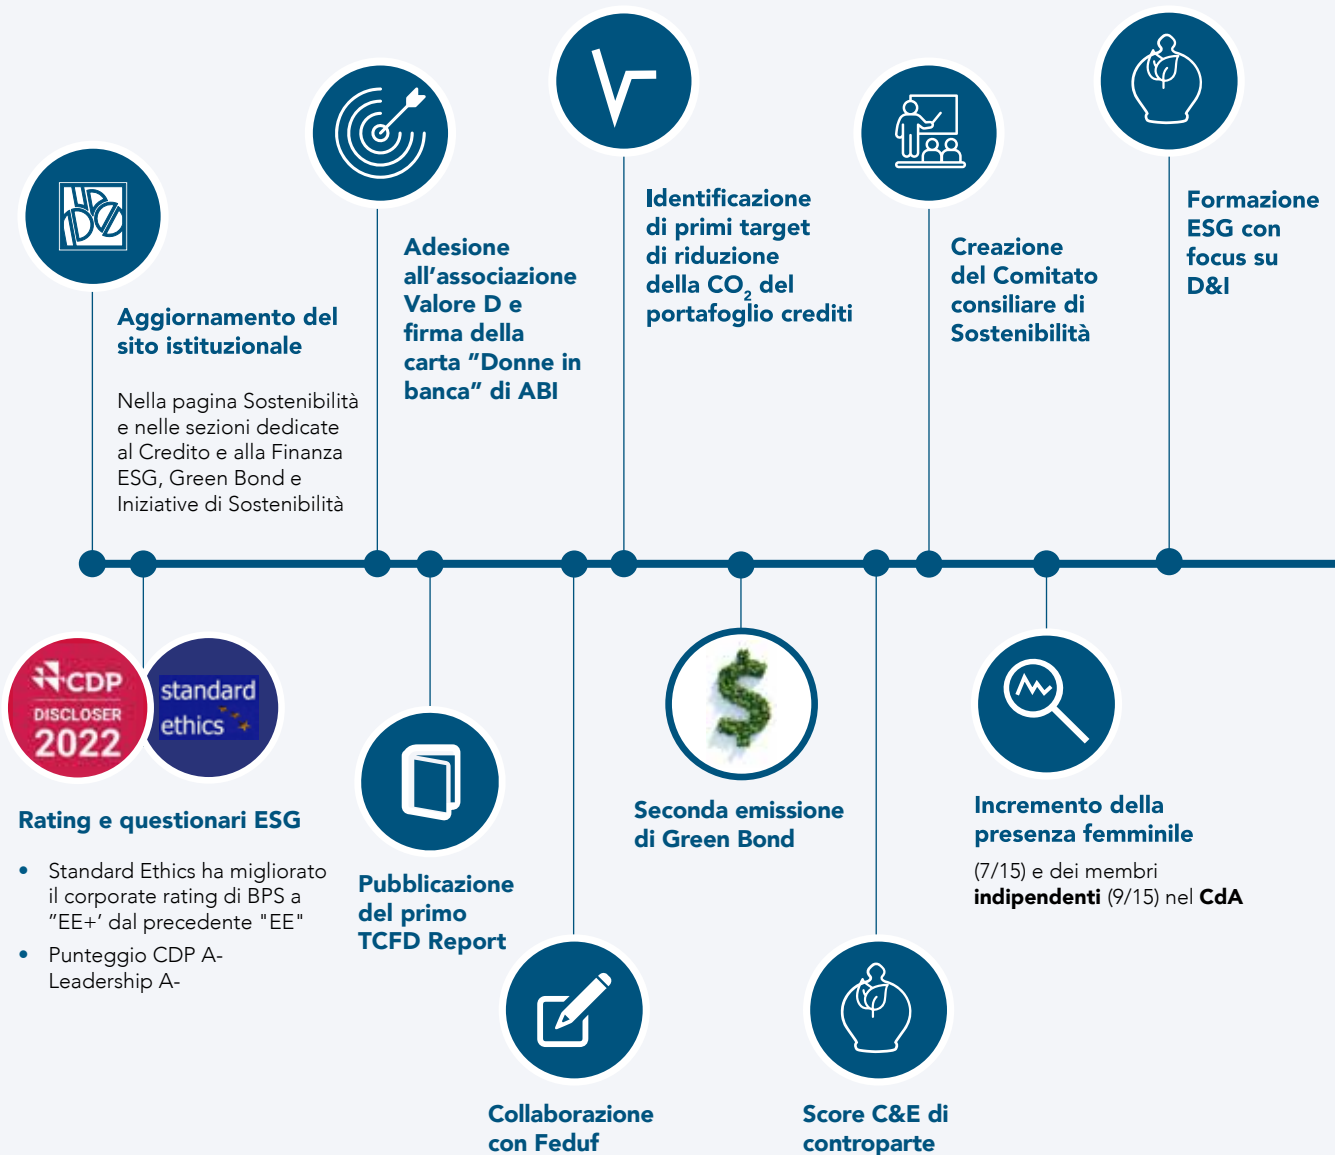 Aggiornamento del
sito istituzionale
Nella pagina Sostenibilità
e nelle sezioni dedicate
al Credito e alla Finanza
ESG, Green Bond e
Iniziative di Sostenibilità
Adesione
all'associazione
Valore D e
firma della
carta "Donne in
banca" di ABI
Identificazione
di primi target
di riduzione
della CO₂ del
portafoglio crediti
Creazione
del Comitato
consiliare di
Sostenibilità
Formazione
ESG con
focus su
D&I
CDP
DISCLOSER
2022
standard
ethics
Rating e questionari ESG
• Standard Ethics ha migliorato
il corporate rating di BPS a
"EE+' dal precedente "EE"
• Punteggio CDP A-
Leadership A-
Pubblicazione
del primo
TCFD Report
Collaborazione
con Feduf
Seconda emissione
di Green Bond
Score C&E di
controparte
Incremento della
presenza femminile
(7/15) e dei membri
indipendenti (9/15) nel CdA